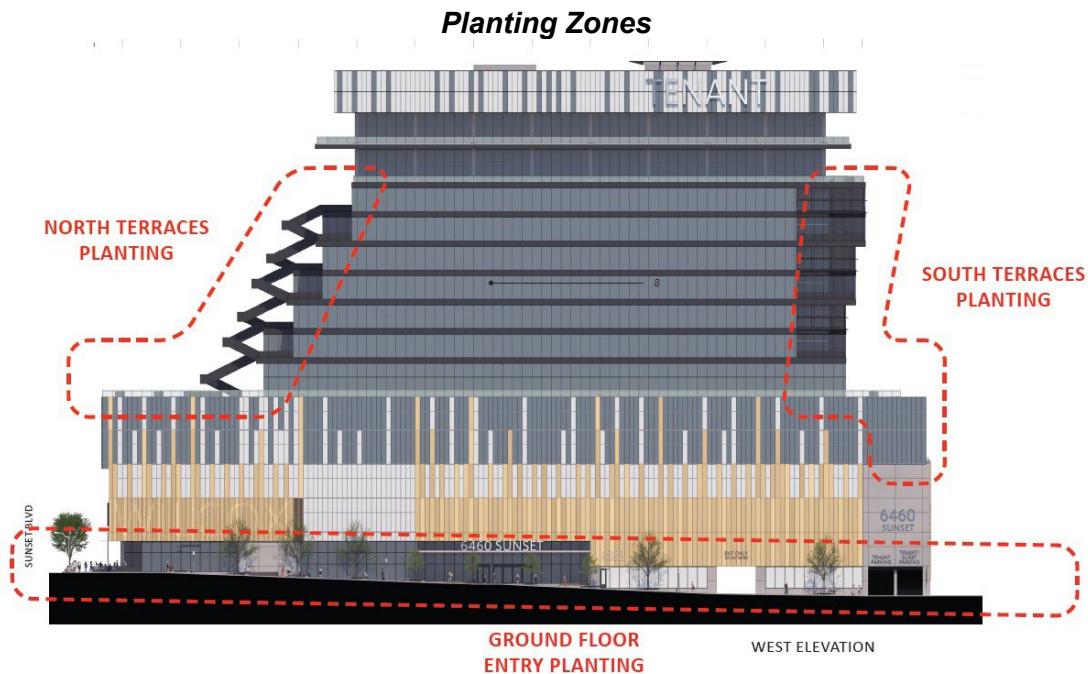 Planting Zones
TENANT
NORTH TERRACES
PLANTING
SOUTH TERRACES
PLANTING
8
6460
SUNSET
SUNSET BLVD
6460 SUNSET
EXIT ONLY
TENANT
PARKING
TENANT/
GUEST
PARKING
GROUND FLOOR
ENTRY PLANTING
WEST ELEVATION